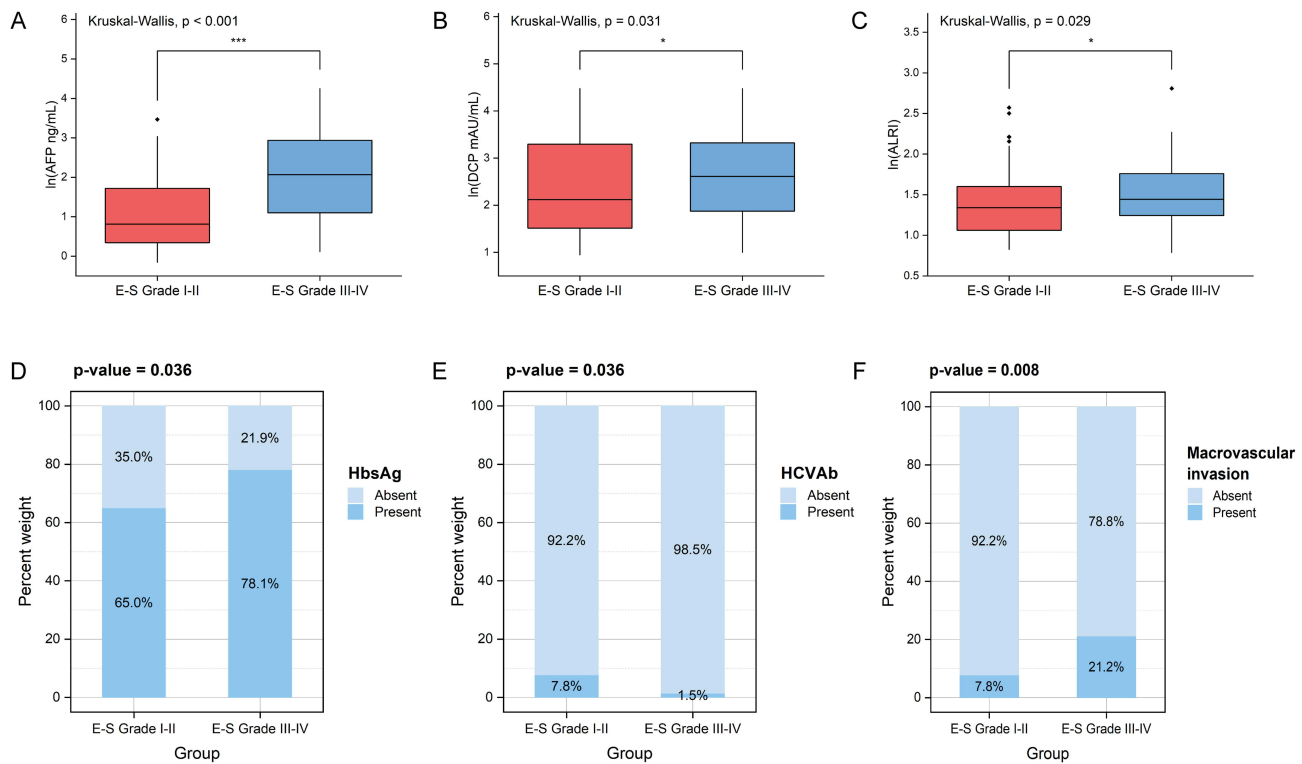 A
Kruskal-Wallis, p < 0.001
***
ln(AFP ng/mL)
6
5
4
3
2
1
0
E-S Grade I-II
E-S Grade III-IV
B
Kruskal-Wallis, p = 0.031
*
ln(DCP mAU/mL)
6
5
4
3
2
1
E-S Grade I-II
E-S Grade III-IV
C
Kruskal-Wallis, p = 0.029
*
ln(ALRI)
3.5
3.0
2.5
2.0
1.5
1.0
0.5
E-S Grade I-II
E-S Grade III-IV
D
p-value = 0.036
Percent weight
100
80
60
40
20
0
35.0%
21.9%
65.0%
78.1%
E-S Grade I-II
E-S Grade III-IV
Group
HbsAg
Absent
Present
E
p-value = 0.036
Percent weight
100
80
60
40
20
0
92.2%
98.5%
7.8%
1.5%
E-S Grade I-II
E-S Grade III-IV
Group
HCVAb
Absent
Present
F
p-value = 0.008
Percent weight
100
80
60
40
20
0
92.2%
78.8%
7.8%
21.2%
E-S Grade I-II
E-S Grade III-IV
Group
Macrovascular
invasion
Absent
Present